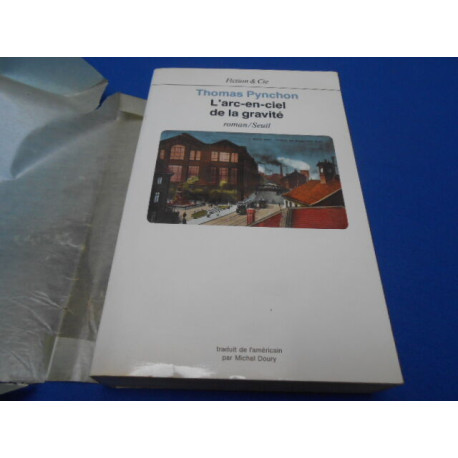 Fiction & Cie
Thomas Pynchon
L'arc-en-ciel
de la gravité
roman/Seuil
traduit de l'américain
par Michel Doury